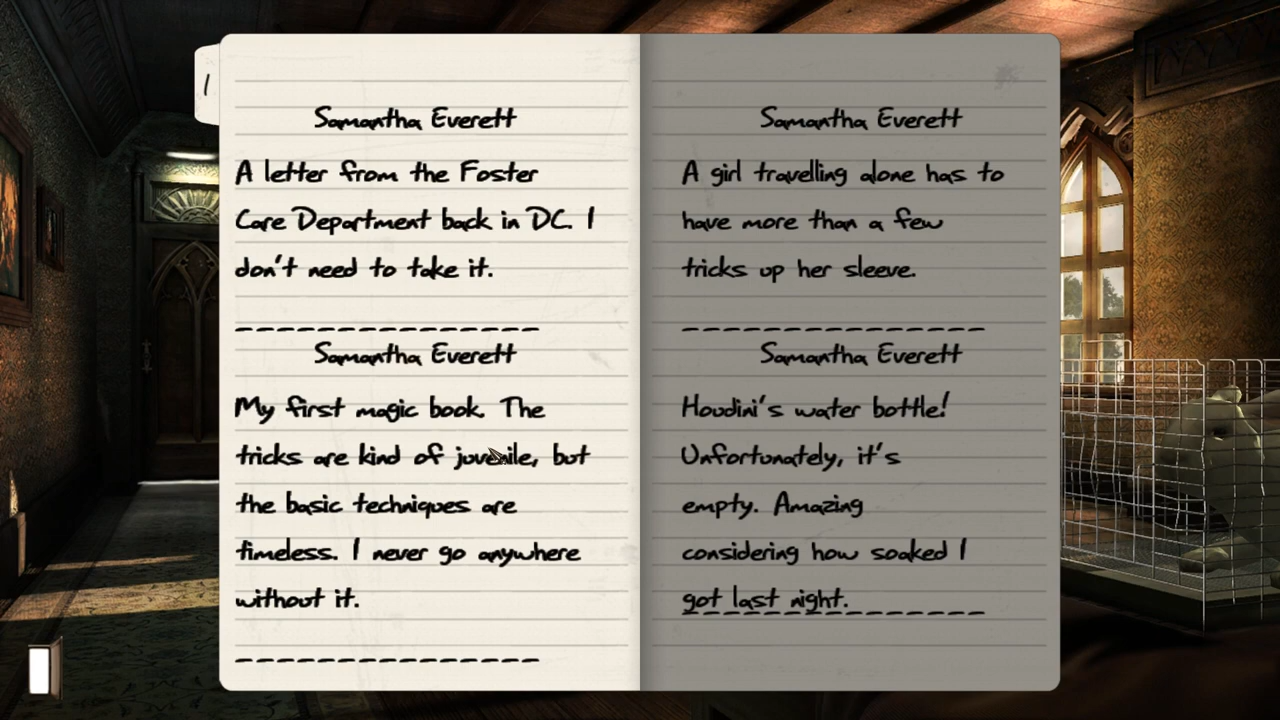 1
Samantha Everett
A letter from the Foster
Care Department back in DC. I
don't need to take it.
Samantha Everett
My first magic book. The
tricks are kind of juvenile, but
the basic techniques are
timeless. I never go anywhere
without it.
Samantha Everett
A girl travelling alone has to
have more than a few
tricks up her sleeve.
Samantha Everett
Houdini's water bottle!
Unfortunately, it's
empty. Amazing
considering how soaked I
got last night.